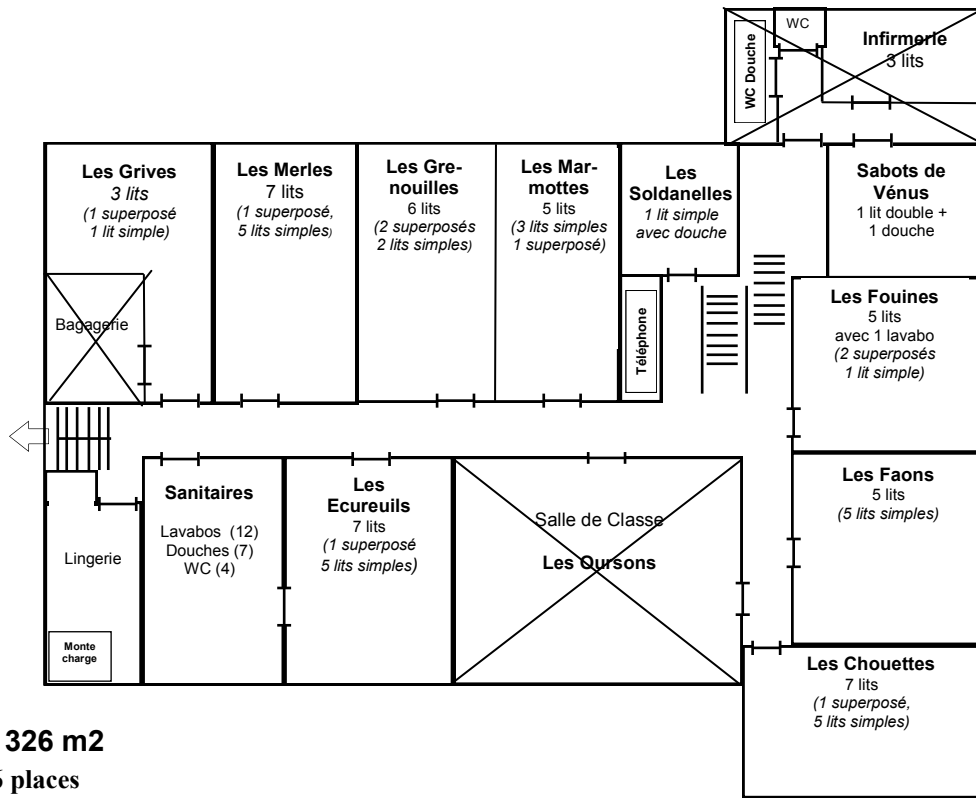 WC
WC Douche
Infirmerie
3 lits
Les Grives
3 lits
(1 superposé
1 lit simple)
Bagagerie
Les Merles
7 lits
(1 superposé,
5 lits simples)
Les Gre-
nouilles
6 lits
(2 superposés
2 lits simples)
Les Mar-
mottes
5 lits
(3 lits simples
1 superposé)
Les
Soldanelles
1 lit simple
avec douche
Téléphone
Sabots de
Vénus
1 lit double +
1 douche
Les Fouines
5 lits
avec 1 lavabo
(2 superposés
1 lit simple)
Lingerie
Monte
charge
Sanitaires
Lavabos (12)
Douches (7)
WC (4)
Les
Ecureuils
7 lits
(1 superposé
5 lits simples)
Salle de Classe
Les Oursons
Les Faons
5 lits
(5 lits simples)
Les Chouettes
7 lits
(1 superposé,
5 lits simples)
326 m2
places